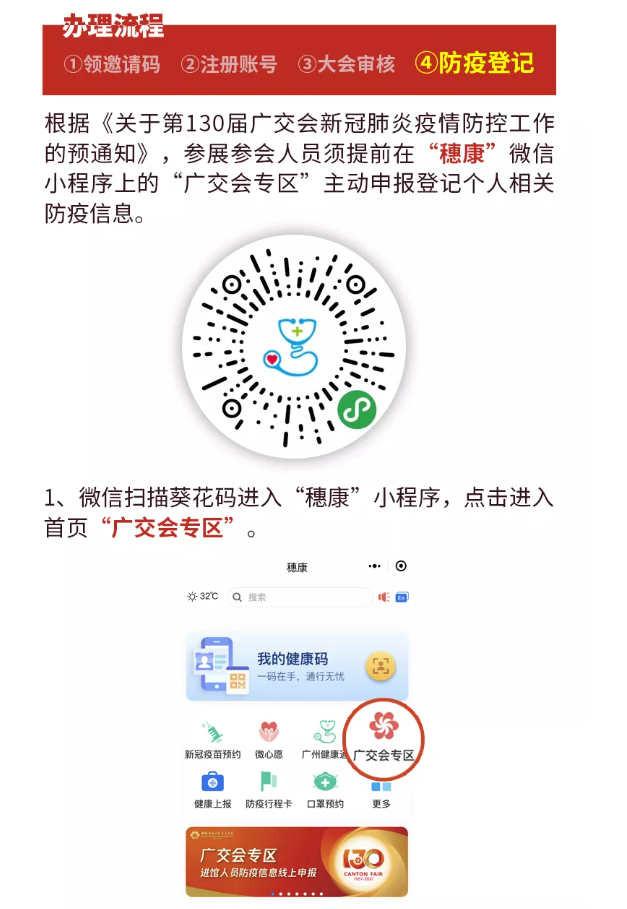 办理流程
①领邀请码 ②注册账号 ③大会审核 ④防疫登记
根据《关于第130届广交会新冠肺炎疫情防控工作
的预通知》，参展参会人员须提前在“穗康”微信
小程序上的“广交会专区”主动申报登记个人相关
防疫信息。
1、微信扫描葵花码进入“穗康”小程序，点击进入
首页“广交会专区”。
穗康
32℃ 搜索 En
我的健康码
一码在手，通行无忧
新冠疫苗预约 微心愿 广州健康通 广交会专区
健康上报 防疫行程卡 口罩预约 更多
广交会专区
进馆人员防疫信息线上申报
130
CANTON FAIR
1957-2021